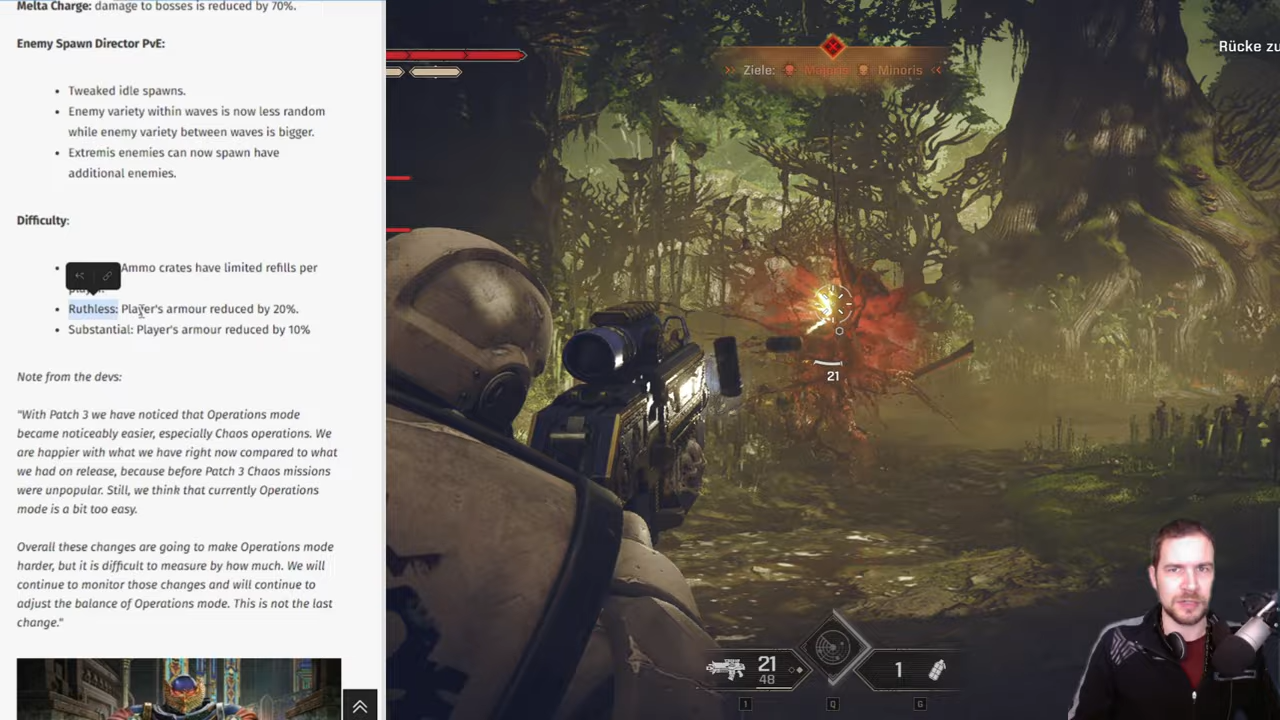 Melta Charge: damage to bosses is reduced by 70%.
Enemy Spawn Director PvE:
Tweaked idle spawns.
Enemy variety within waves is now less random
while enemy variety between waves is bigger.
Extremis enemies can now spawn have
additional enemies.
Difficulty:
Ammo crates have limited refills per
Ruthless: Player's armour reduced by 20%.
Substantial: Player's armour reduced by 10%
Note from the devs:
"With Patch 3 we have noticed that Operations mode
became noticeably easier, especially Chaos operations. We
are happier with what we have right now compared to what
we had on release, because before Patch 3 Chaos missions
were unpopular. Still, we think that currently Operations
mode is a bit too easy.
Overall these changes are going to make Operations mode
harder, but it is difficult to measure by how much. We will
continue to monitor those changes and will continue to
adjust the balance of Operations mode. This is not the last
change."
Ziele: Majoris Minoris
Rücke zu
21
21
48
1
1
Q
G